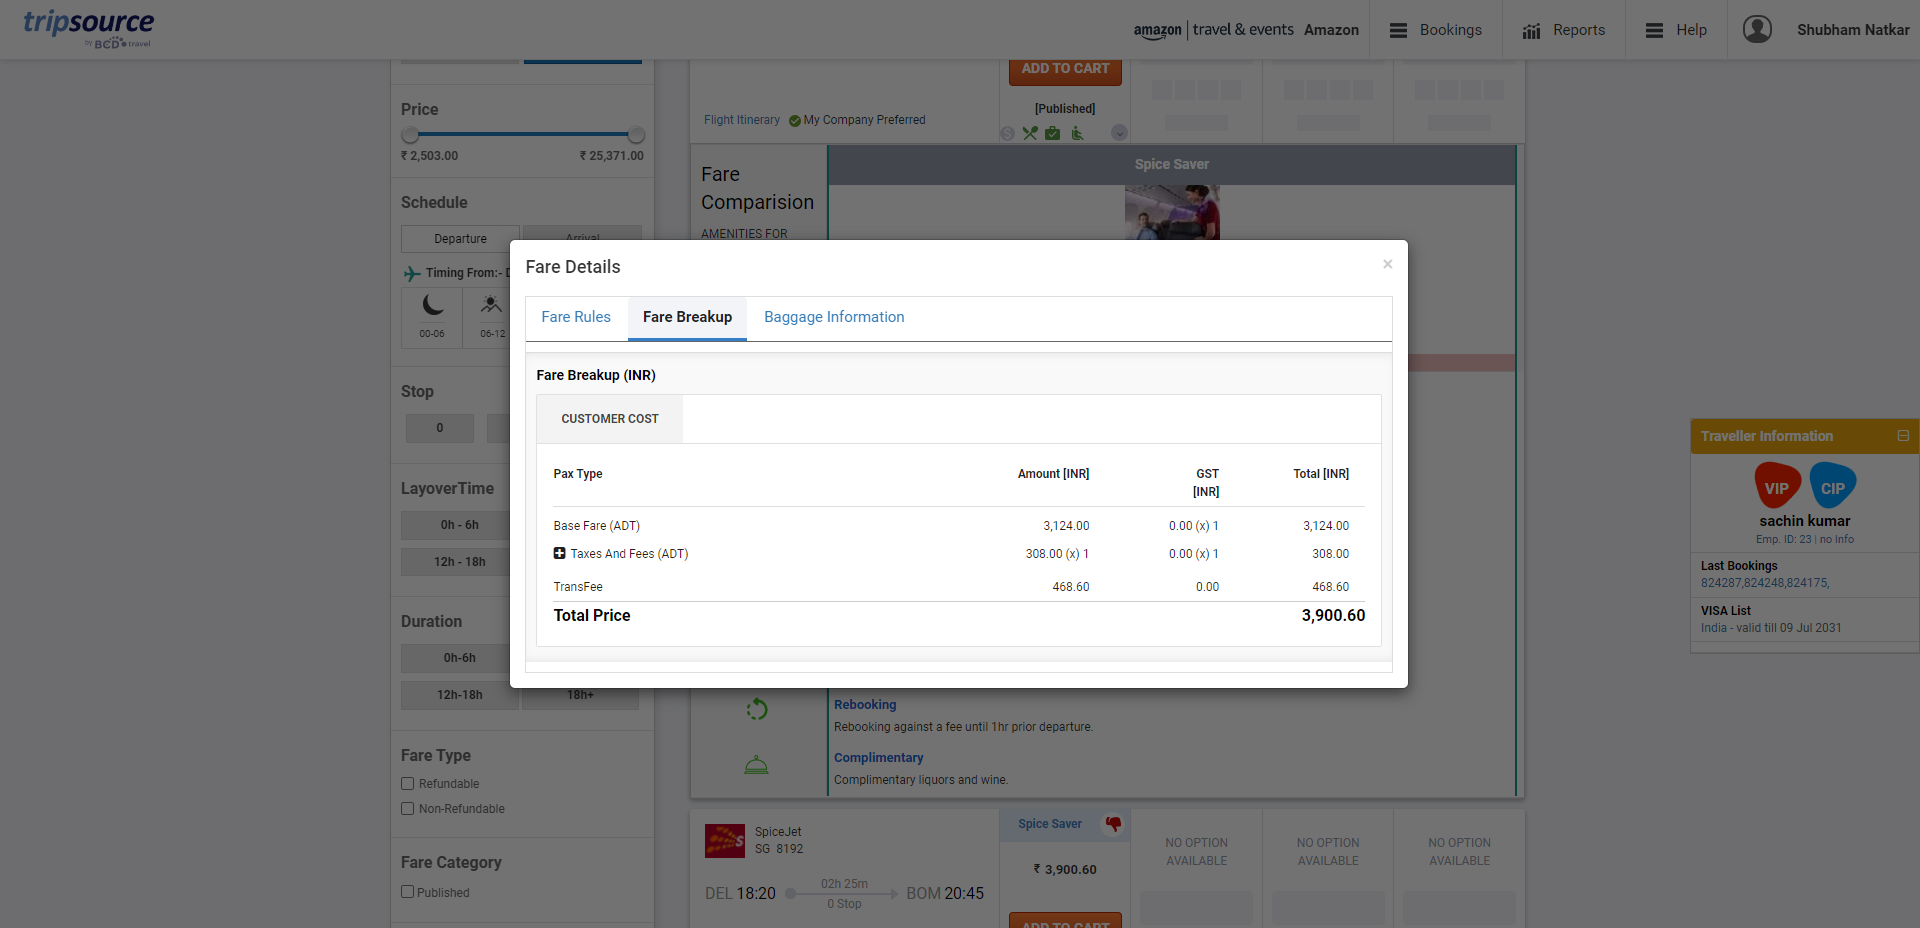 tripsource
by BCD travel
amazon | travel & events Amazon
Bookings
Reports
Help
Shubham Natkar
Price
₹ 2,503.00 ₹ 25,371.00
Schedule
Departure Arrival
Timing From:- D
00-06 06-12
Stop
0
LayoverTime
0h - 6h
12h - 18h
Duration
0h-6h
12h-18h 18h+
Fare Type
Refundable
Non-Refundable
Fare Category
Published
ADD TO CART
[Published]
Flight Itinerary My Company Preferred
Fare
Comparision
AMENITIES FOR
Spice Saver
Fare Details
×
Fare Rules Fare Breakup Baggage Information
Fare Breakup (INR)
CUSTOMER COST
Pax Type Amount [INR] GST [INR] Total [INR]
Base Fare (ADT) 3,124.00 0.00 (x) 1 3,124.00
Taxes And Fees (ADT) 308.00 (x) 1 0.00 (x) 1 308.00
TransFee 468.60 0.00 468.60
Total Price 3,900.60
Rebooking
Rebooking against a fee until 1hr prior departure.
Complimentary
Complimentary liquors and wine.
SpiceJet
SG 8192
DEL 18:20 02h 25m BOM 20:45
0 Stop
Spice Saver
₹ 3,900.60
ADD TO CART
NO OPTION AVAILABLE
NO OPTION AVAILABLE
NO OPTION AVAILABLE
Traveller Information
VIP CIP
sachin kumar
Emp. ID: 23 | no Info
Last Bookings
824287,824248,824175,
VISA List
India - valid till 09 Jul 2031